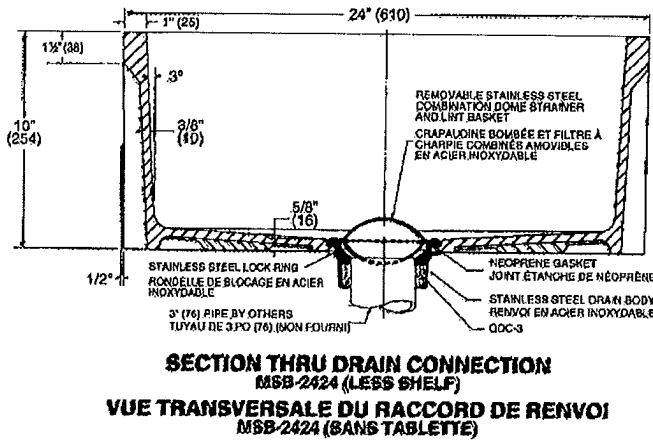 24" (610)
1" (25)
1½" (38)
3°
10"
(254)
3/8"
(10)
REMOVABLE STAINLESS STEEL
COMBINATION DOME STRAINER
AND LINT BASKET
CRAPAUDINE BOMBÉE ET FILTRE À
CHARPIE COMBINÉS AMOVIBLES
EN ACIER INOXYDABLE
5/8"
(16)
1/2°
STAINLESS STEEL LOCK RING
RONDELLE DE BLOCAGE EN ACIER
INOXYDABLE
3" (76) PIPE BY OTHERS
TUYAU DE 3 PO (76) (NON FOURNI)
NEOPRENE GASKET
JOINT ÉTANCHE DE NÉOPRÈNE
STAINLESS STEEL DRAIN BODY
RENVOI EN ACIER INOXYDABLE
QDC-3
SECTION THRU DRAIN CONNECTION
MSB-2424 (LESS SHELF)
VUE TRANSVERSALE DU RACCORD DE RENVOI
MSB-2424 (SANS TABLETTE)